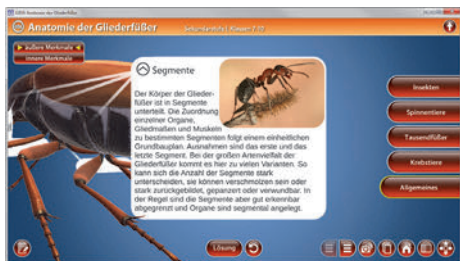 GIDA Anatomie der Gliederfüßer
Anatomie der Gliederfüßer
Sekundarstufe I, Klassen 7-10
äußere Merkmale
innere Merkmale
Segmente
Der Körper der Glieder-
füßer ist in Segmente
unterteilt. Die Zuordnung
einzelner Organe,
Gliedmaßen und Muskeln
zu bestimmten Segmenten folgt einem einheitlichen
Grundbauplan. Ausnahmen sind das erste und das
letzte Segment. Bei der großen Artenvielfalt der
Gliederfüßer kommt es hier zu vielen Varianten. So
kann sich die Anzahl der Segmente stark
unterscheiden, sie können verschmolzen sein oder
stark zurückgebildet, gepanzert oder verwundbar. In
der Regel sind die Segmente aber gut erkennbar
abgegrenzt und Organe sind segmental angelegt.
Insekten
Spinnentiere
Tausendfüßer
Krebstiere
Allgemeines
Lösung